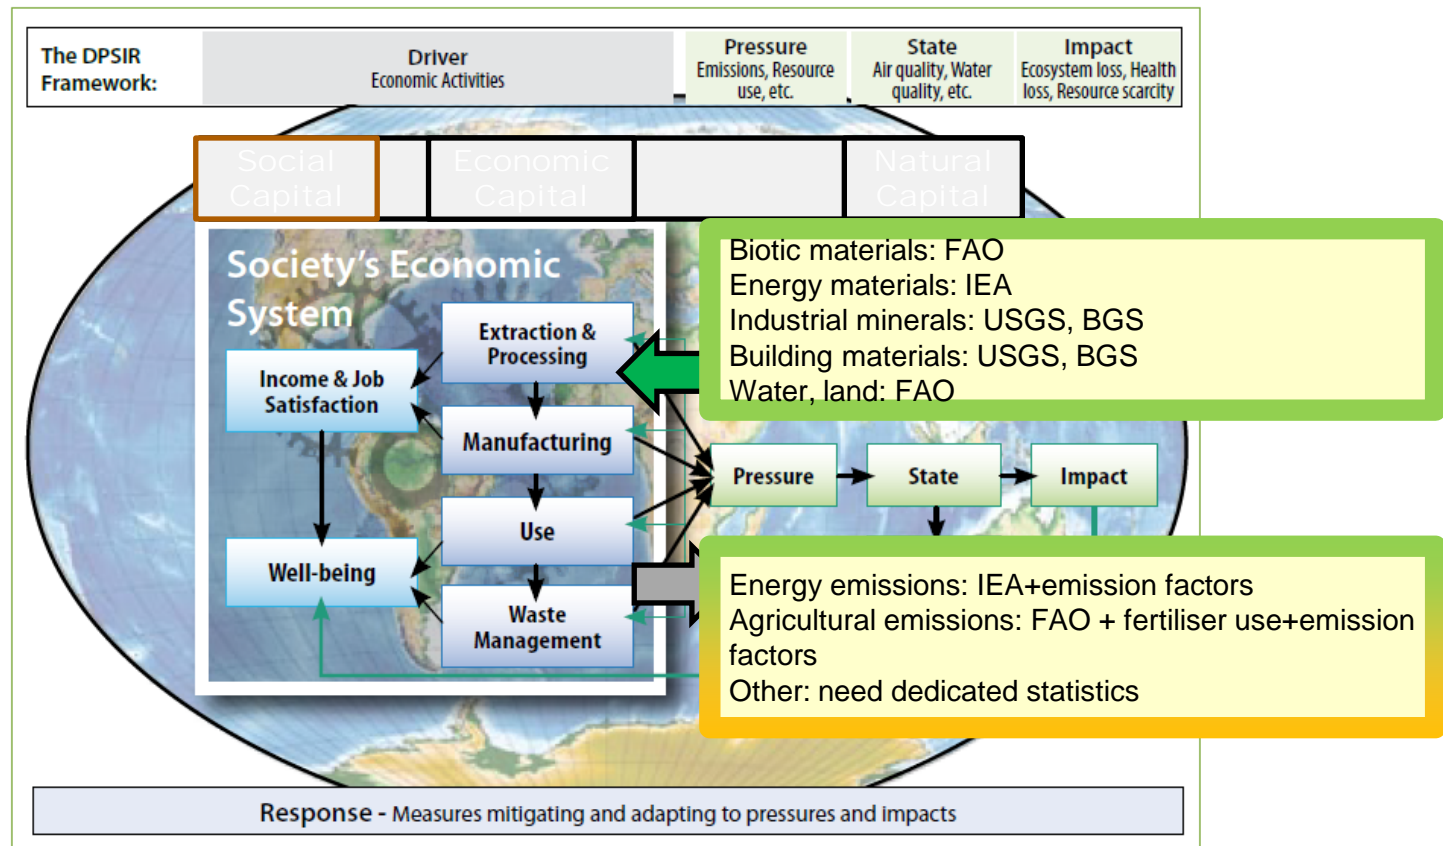 The DPSIR
Framework:
Driver
Economic Activities
Pressure
Emissions, Resource
use, etc.
State
Air quality, Water
quality, etc.
Impact
Ecosystem loss, Health
loss, Resource scarcity
Social
Capital
Economic
Capital
Natural
Capital
Society's Economic
System
Extraction &
Processing
Income & Job
Satisfaction
Manufacturing
Use
Well-being
Waste
Management
Biotic materials: FAO
Energy materials: IEA
Industrial minerals: USGS, BGS
Building materials: USGS, BGS
Water, land: FAO
Pressure
State
Impact
Energy emissions: IEA+emission factors
Agricultural emissions: FAO + fertiliser use+emission
factors
Other: need dedicated statistics
Response - Measures mitigating and adapting to pressures and impacts